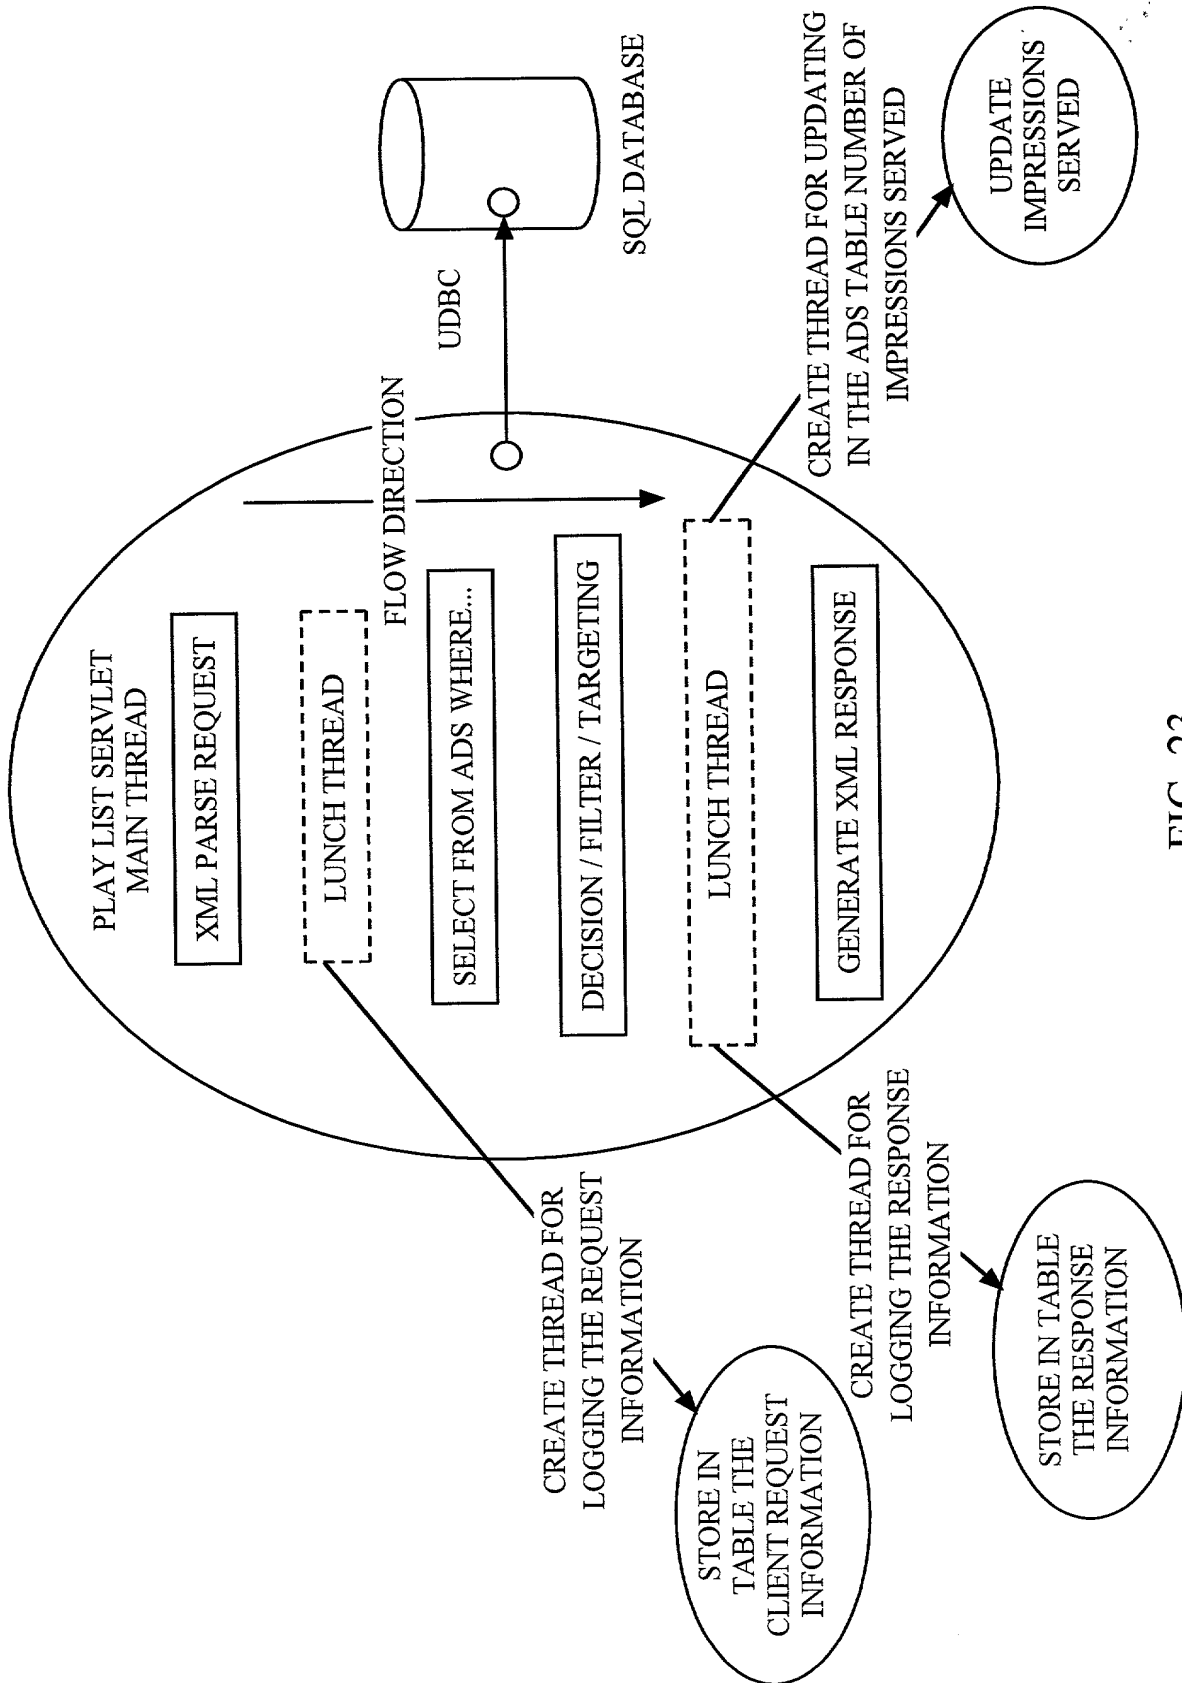 PLAY LIST SERVLET
MAIN THREAD
XML PARSE REQUEST
LUNCH THREAD
SELECT FROM ADS WHERE...
DECISION / FILTER / TARGETING
LUNCH THREAD
GENERATE XML RESPONSE
FLOW DIRECTION
UDBC
SQL DATABASE
CREATE THREAD FOR
LOGGING THE REQUEST
INFORMATION
STORE IN
TABLE THE
CLIENT REQUEST
INFORMATION
CREATE THREAD FOR
LOGGING THE RESPONSE
INFORMATION
STORE IN TABLE
THE RESPONSE
INFORMATION
CREATE THREAD FOR UPDATING
IN THE ADS TABLE NUMBER OF
IMPRESSIONS SERVED
UPDATE
IMPRESSIONS
SERVED